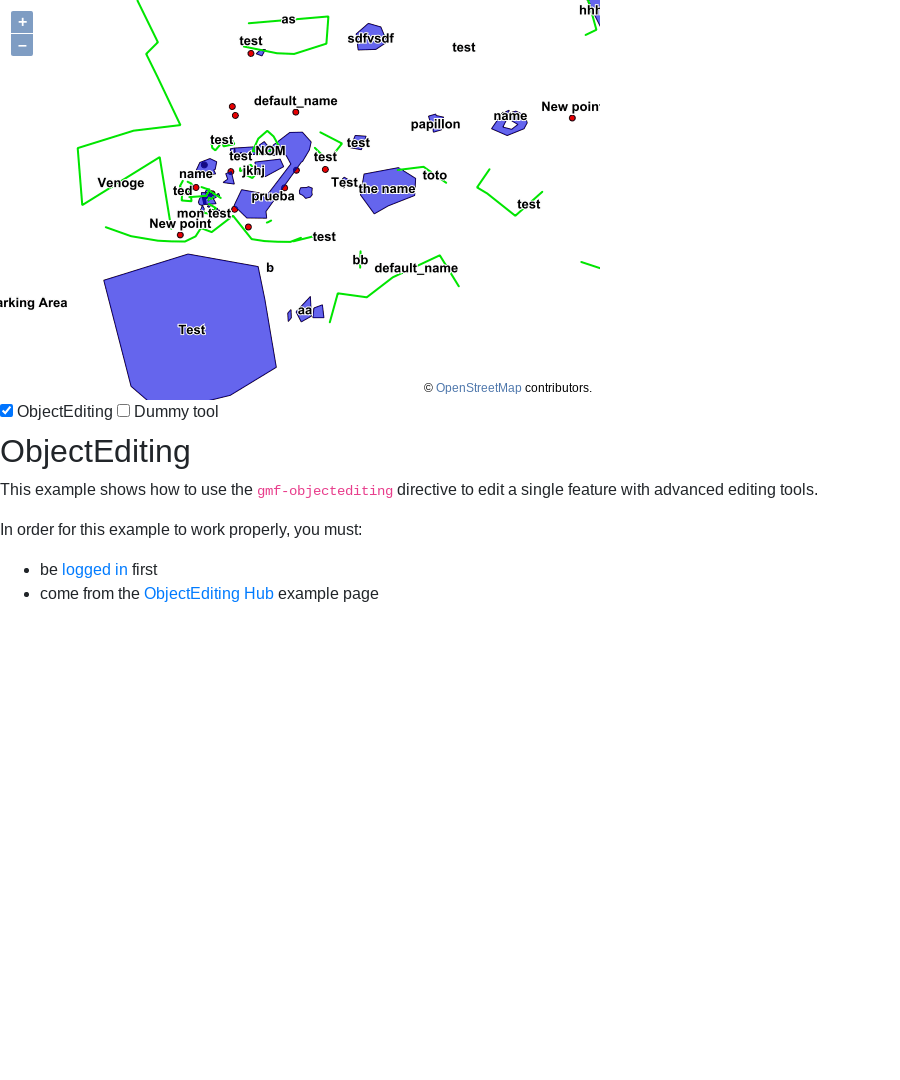 +
–
as
hhh
test
sdfvsdf
test
default_name
New point
papillon
name
test
NOM
test
test
test
jkhj
name
Venoge
ted
Test
the name
toto
prueba
test
mon test
New point
test
b
bb
default_name
arking Area
aa
Test
© OpenStreetMap contributors.
ObjectEditing Dummy tool
ObjectEditing
This example shows how to use the gmf-objectediting directive to edit a single feature with advanced editing tools.
In order for this example to work properly, you must:
be logged in first
come from the ObjectEditing Hub example page